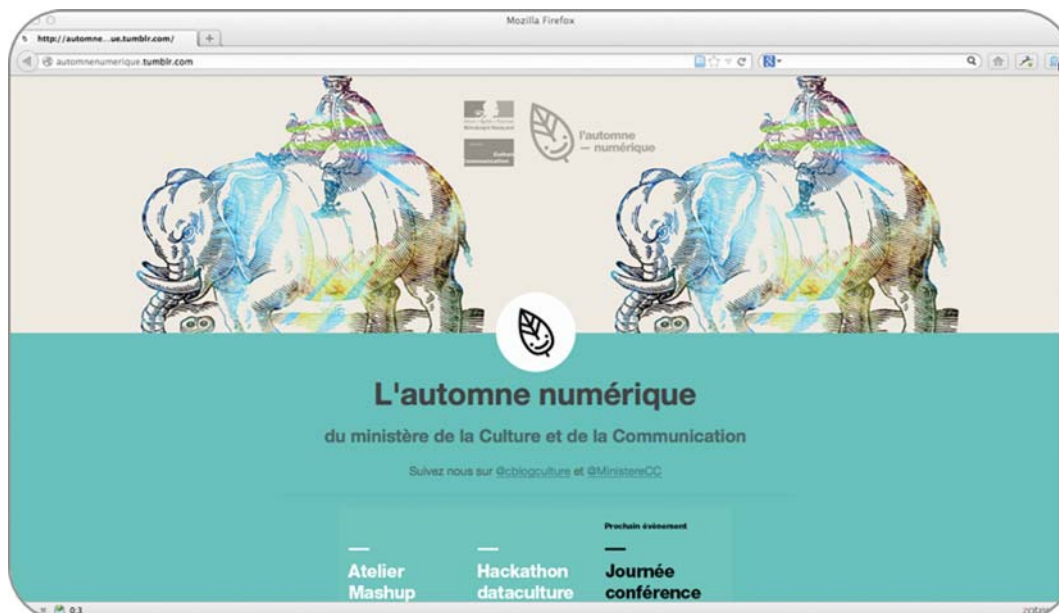 Mozilla Firefox
http://automne...ue.tumblr.com/
automnenumerique.tumblr.com
l'automne
— numérique
L'automne numérique
du ministère de la Culture et de la Communication
Suivez nous sur @cblogculture et @MinistereCC
Prochain évènement
Atelier
Mashup
Hackathon
dataculture
Journée
conférence